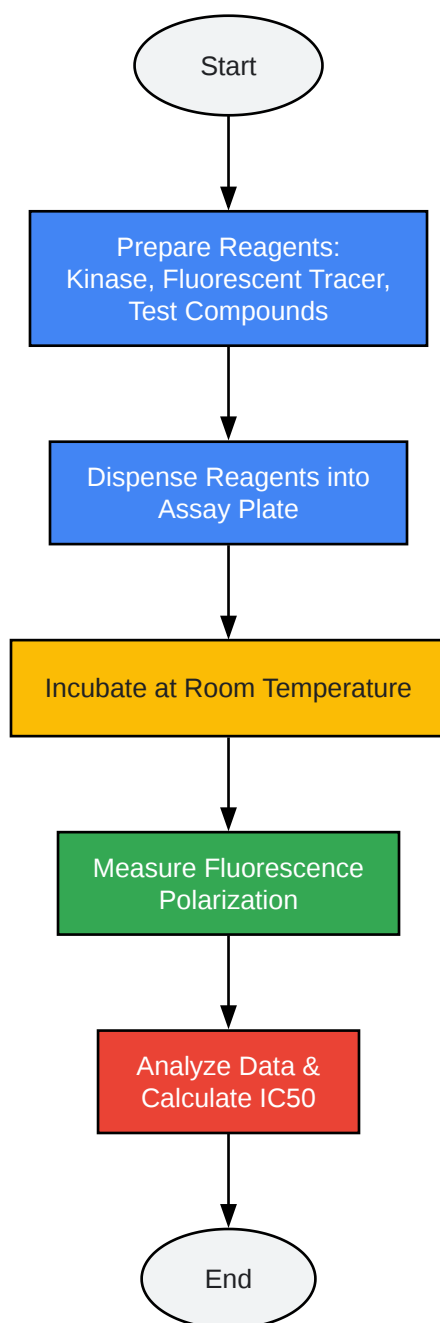 Start
Prepare Reagents:
Kinase, Fluorescent Tracer,
Test Compounds
Dispense Reagents into
Assay Plate
Incubate at Room Temperature
Measure Fluorescence
Polarization
Analyze Data &
Calculate IC50
End